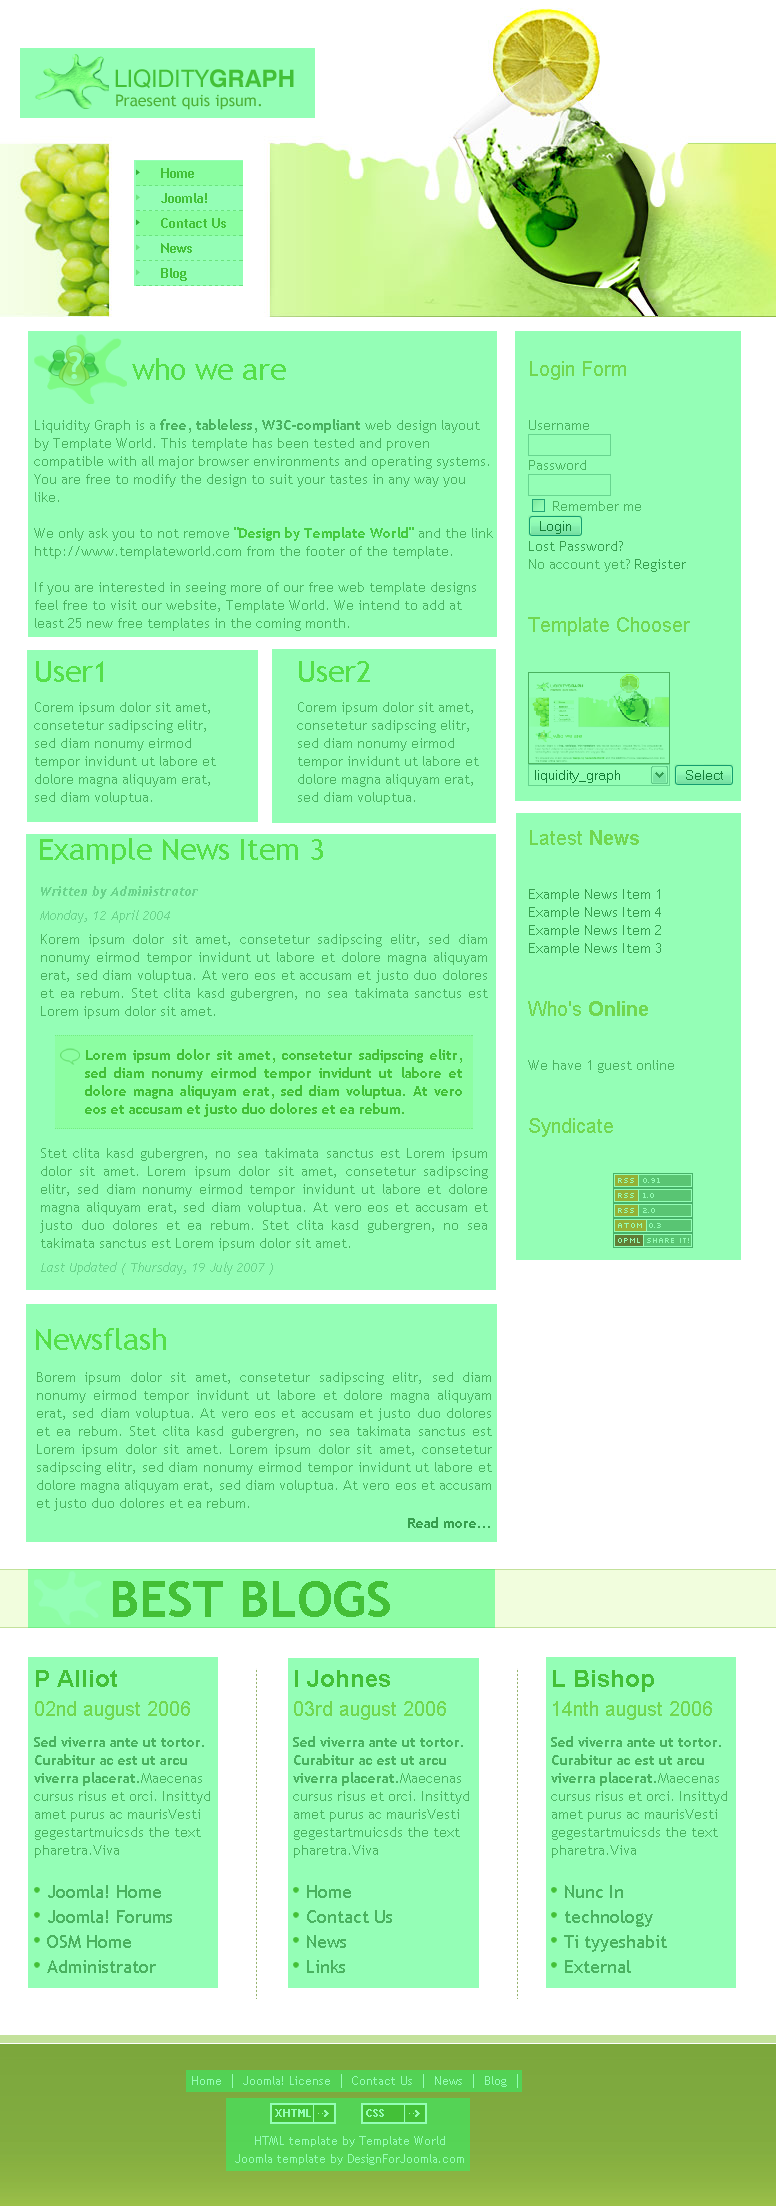 LIQIDITYGRAPH
Praesent quis ipsum.
Home
Joomla!
Contact Us
News
Blog
who we are
Liquidity Graph is a free, tableless, W3C-compliant web design layout
by Template World. This template has been tested and proven
compatible with all major browser environments and operating systems.
You are free to modify the design to suit your tastes in any way you
like.
We only ask you to not remove "Design by Template World" and the link
http://www.templateworld.com from the footer of the template.
If you are interested in seeing more of our free web template designs
feel free to visit our website, Template World. We intend to add at
least 25 new free templates in the coming month.
User1
Corem ipsum dolor sit amet,
consetetur sadipscing elitr,
sed diam nonumy eirmod
tempor invidunt ut labore et
dolore magna aliquyam erat,
sed diam voluptua.
User2
Corem ipsum dolor sit amet,
consetetur sadipscing elitr,
sed diam nonumy eirmod
tempor invidunt ut labore et
dolore magna aliquyam erat,
sed diam voluptua.
Example News Item 3
Written by Administrator
Monday, 12 April 2004
Korem ipsum dolor sit amet, consetetur sadipscing elitr, sed diam
nonumy eirmod tempor invidunt ut labore et dolore magna aliquyam
erat, sed diam voluptua. At vero eos et accusam et justo duo dolores
et ea rebum. Stet clita kasd gubergren, no sea takimata sanctus est
Lorem ipsum dolor sit amet.
Lorem ipsum dolor sit amet, consetetur sadipscing elitr,
sed diam nonumy eirmod tempor invidunt ut labore et
dolore magna aliquyam erat, sed diam voluptua. At vero
eos et accusam et justo duo dolores et ea rebum.
Stet clita kasd gubergren, no sea takimata sanctus est Lorem ipsum
dolor sit amet. Lorem ipsum dolor sit amet, consetetur sadipscing
elitr, sed diam nonumy eirmod tempor invidunt ut labore et dolore
magna aliquyam erat, sed diam voluptua. At vero eos et accusam et
justo duo dolores et ea rebum. Stet clita kasd gubergren, no sea
takimata sanctus est Lorem ipsum dolor sit amet.
Last Updated ( Thursday, 19 July 2007 )
Newsflash
Borem ipsum dolor sit amet, consetetur sadipscing elitr, sed diam
nonumy eirmod tempor invidunt ut labore et dolore magna aliquyam
erat, sed diam voluptua. At vero eos et accusam et justo duo dolores
et ea rebum. Stet clita kasd gubergren, no sea takimata sanctus est
Lorem ipsum dolor sit amet. Lorem ipsum dolor sit amet, consetetur
sadipscing elitr, sed diam nonumy eirmod tempor invidunt ut labore et
dolore magna aliquyam erat, sed diam voluptua. At vero eos et accusam
et justo duo dolores et ea rebum.
Read more...
Login Form
Username
Password
Remember me
Login
Lost Password?
No account yet? Register
Template Chooser
liquidity_graph
Select
Latest News
Example News Item 1
Example News Item 4
Example News Item 2
Example News Item 3
Who's Online
We have 1 guest online
Syndicate
RSS 0.91
RSS 1.0
RSS 2.0
ATOM 0.3
OPML SHARE IT!
BEST BLOGS
P Alliot
02nd august 2006
Sed viverra ante ut tortor.
Curabitur ac est ut arcu
viverra placerat.Maecenas
cursus risus et orci. Insittyd
amet purus ac maurisVesti
gegestartmuicsds the text
pharetra.Viva
Joomla! Home
Joomla! Forums
OSM Home
Administrator
I Johnes
03rd august 2006
Sed viverra ante ut tortor.
Curabitur ac est ut arcu
viverra placerat.Maecenas
cursus risus et orci. Insittyd
amet purus ac maurisVesti
gegestartmuicsds the text
pharetra.Viva
Home
Contact Us
News
Links
L Bishop
14nth august 2006
Sed viverra ante ut tortor.
Curabitur ac est ut arcu
viverra placerat.Maecenas
cursus risus et orci. Insittyd
amet purus ac maurisVesti
gegestartmuicsds the text
pharetra.Viva
Nunc In
technology
Ti tyyeshabit
External
Home | Joomla! License | Contact Us | News | Blog |
XHTML CSS
HTML template by Template World
Joomla template by DesignForJoomla.com